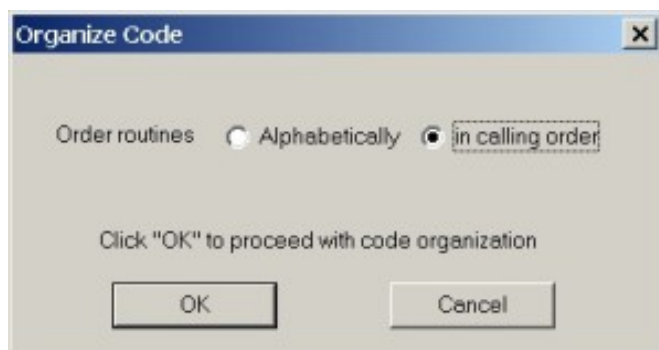 Organize Code
Order routines Alphabetically in calling order
Click "OK" to proceed with code organization
OK Cancel